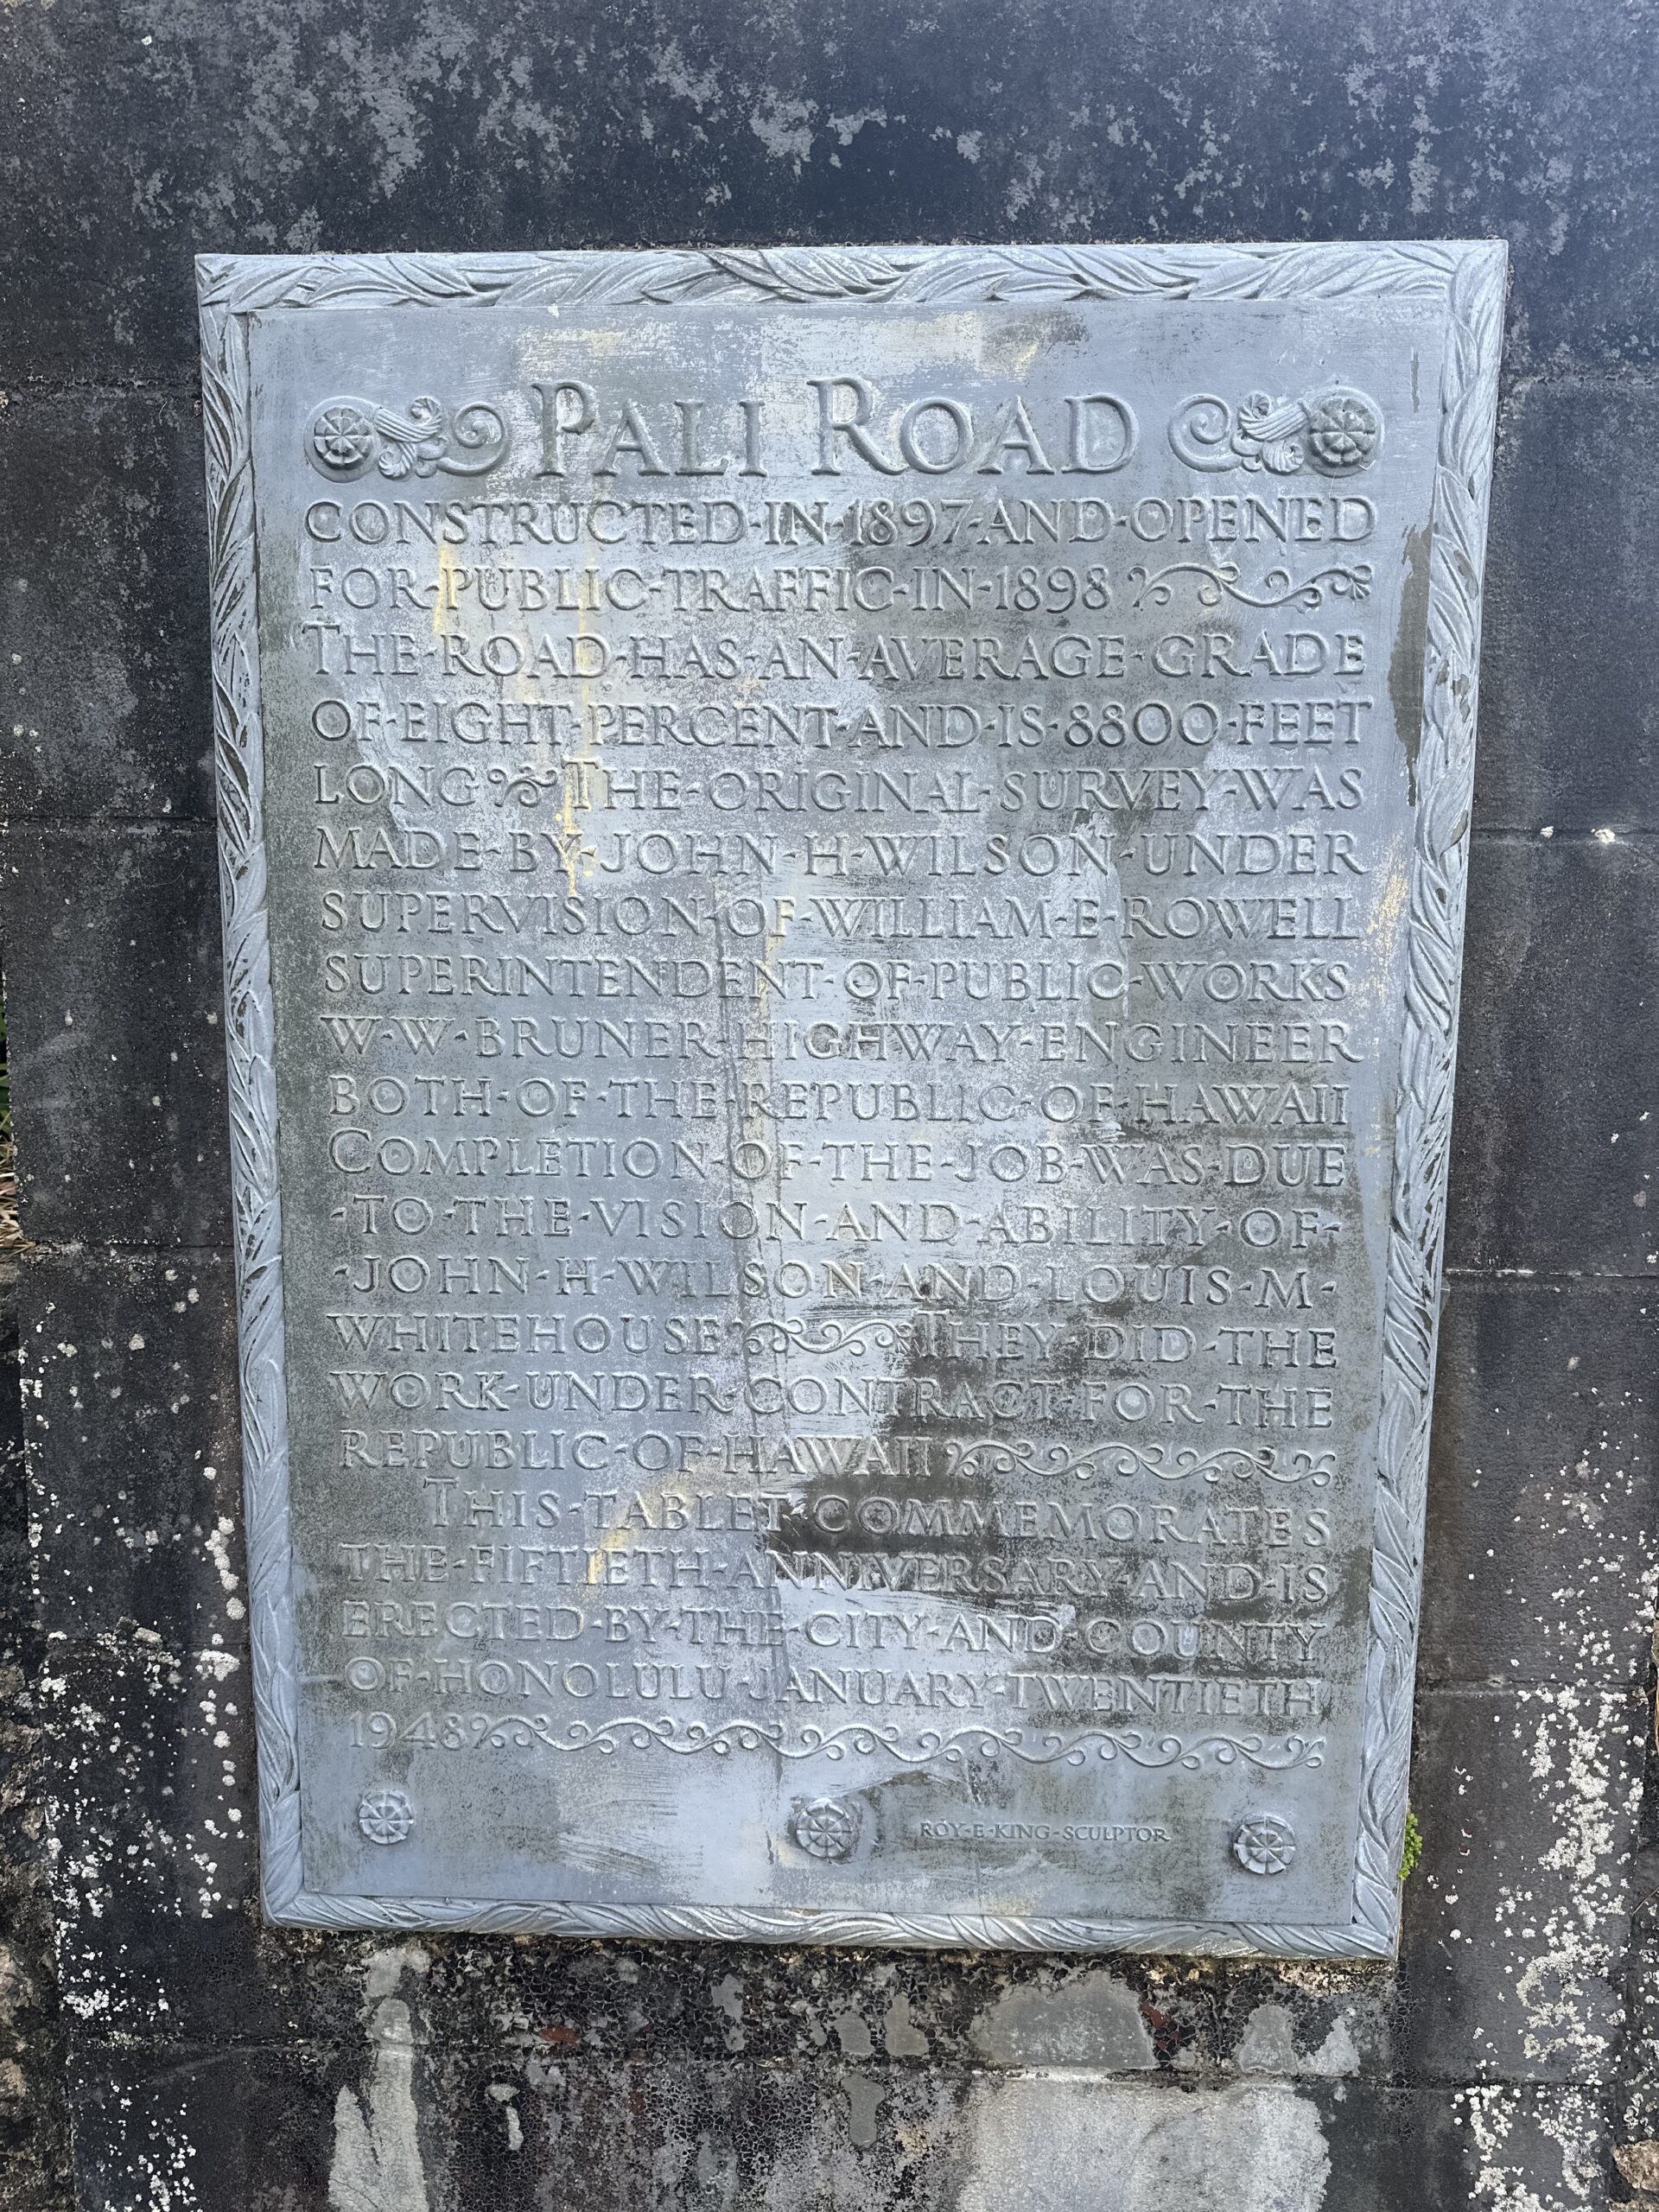 PALI ROAD
CONSTRUCTED-IN-1897-AND-OPENED
FOR-PUBLIC-TRAFFIC-IN-1898
THE-ROAD-HAS-AN-AVERAGE-GRADE
OF-EIGHT-PERCENT-AND-IS-8800-FEET
LONG THE-ORIGINAL-SURVEY-WAS
MADE-BY-JOHN-H-WILSON-UNDER
SUPERVISION-OF-WILLIAM-E-ROWELL
SUPERINTENDENT-OF-PUBLIC-WORKS
W-W-BRUNER-HIGHWAY-ENGINEER
BOTH-OF-THE-REPUBLIC-OF-HAWAII
COMPLETION-OF-THE-JOB-WAS-DUE
-TO-THE-VISION-AND-ABILITY-OF-
-JOHN-H-WILSON-AND-LOUIS-M-
WHITEHOUSE THEY-DID-THE
WORK-UNDER-CONTRACT-FOR-THE
REPUBLIC-OF-HAWAII
THIS-TABLET-COMMEMORATES
THE-FIFTIETH-ANNIVERSARY-AND-IS
ERECTED-BY-THE-CITY-AND-COUNTY
OF-HONOLULU-JANUARY-TWENTIETH
1948
ROY-E-KING-SCULPTOR